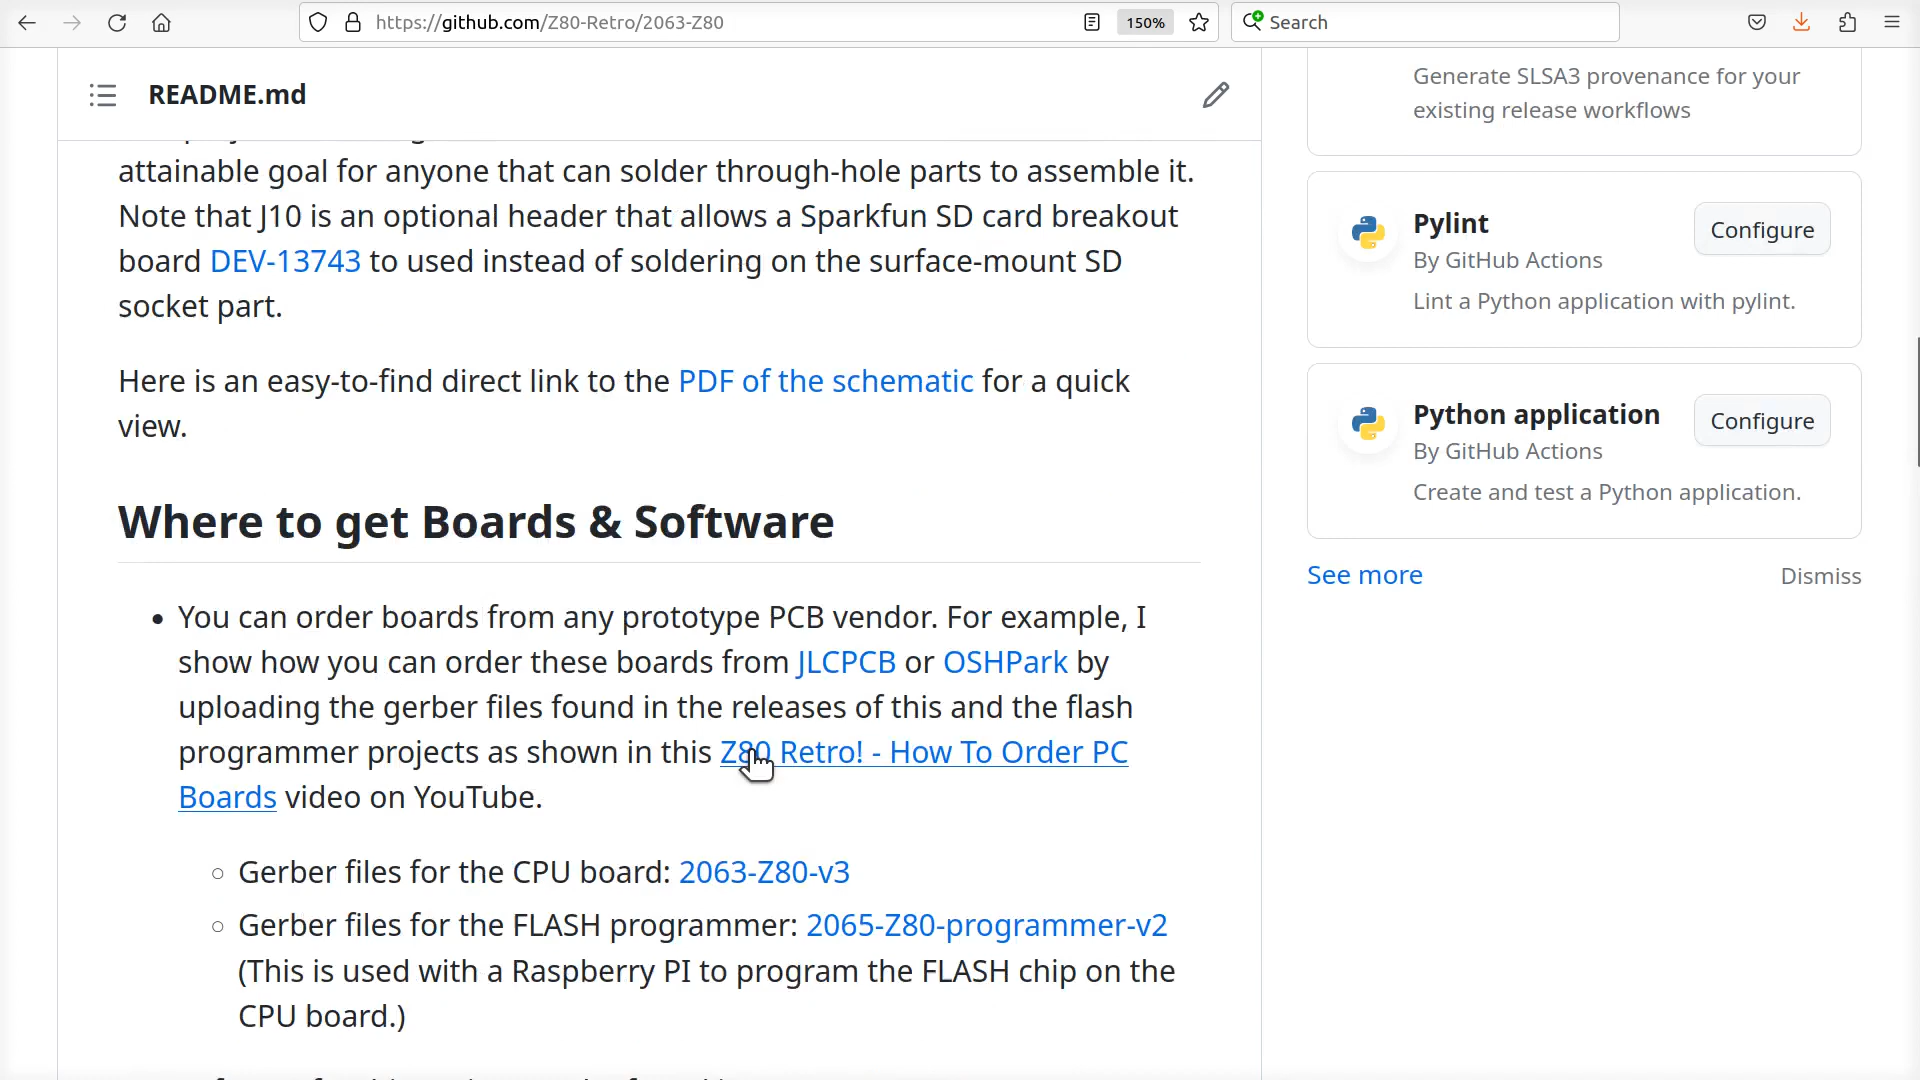 https://github.com/Z80-Retro/2063-Z80
150%
Search
README.md
attainable goal for anyone that can solder through-hole parts to assemble it.
Note that J10 is an optional header that allows a Sparkfun SD card breakout
board DEV-13743 to used instead of soldering on the surface-mount SD
socket part.
Here is an easy-to-find direct link to the PDF of the schematic for a quick
view.
Where to get Boards & Software
• You can order boards from any prototype PCB vendor. For example, I
show how you can order these boards from JLCPCB or OSHPark by
uploading the gerber files found in the releases of this and the flash
programmer projects as shown in this Z80 Retro! - How To Order PC
Boards video on YouTube.
◦ Gerber files for the CPU board: 2063-Z80-v3
◦ Gerber files for the FLASH programmer: 2065-Z80-programmer-v2
(This is used with a Raspberry PI to program the FLASH chip on the
CPU board.)
Generate SLSA3 provenance for your
existing release workflows
Pylint
Configure
By GitHub Actions
Lint a Python application with pylint.
Python application
Configure
By GitHub Actions
Create and test a Python application.
See more
Dismiss